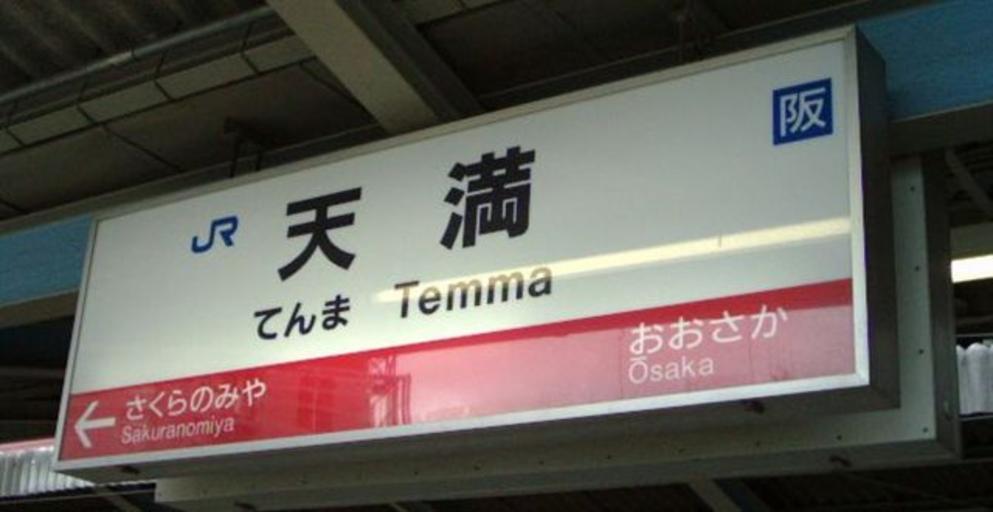 阪
JR 天満
てんま Temma
おおさか
Ōsaka
← さくらのみや
Sakuranomiya